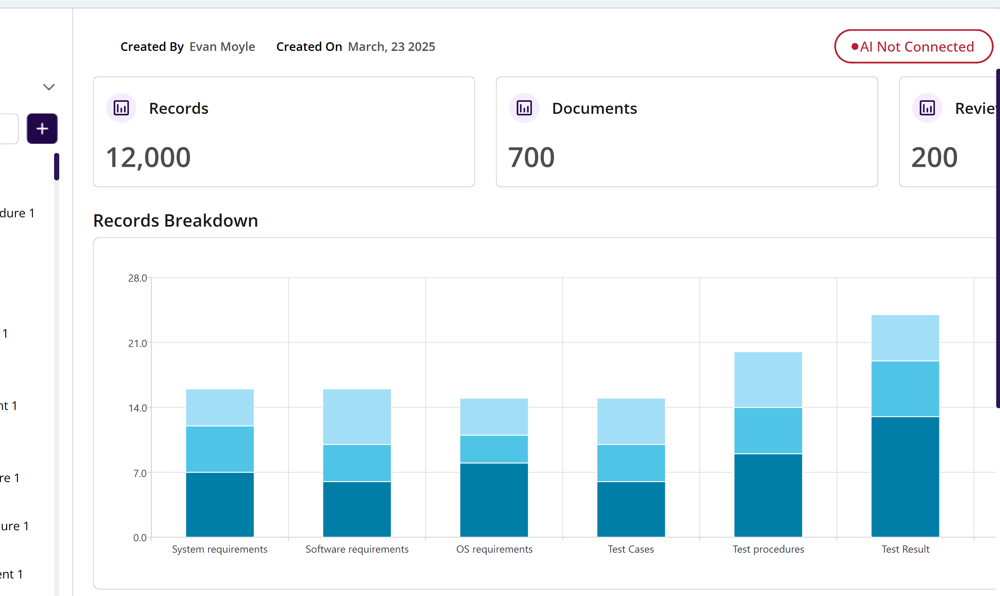 Created By Evan Moyle Created On March, 23 2025
AI Not Connected
Records
12,000
Documents
700
200
dure 1
1
nt 1
re 1
ure 1
ent 1
Records Breakdown
28.0
21.0
14.0
7.0
0.0
System requirements
Software requirements
OS requirements
Test Cases
Test procedures
Test Result